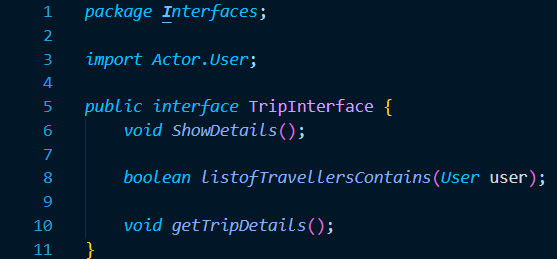 1 package Interfaces;
2
3 import Actor.User;
4
5 public interface TripInterface {
6 void ShowDetails();
7
8 boolean listofTravellersContains(User user);
9
10 void getTripDetails();
11 }